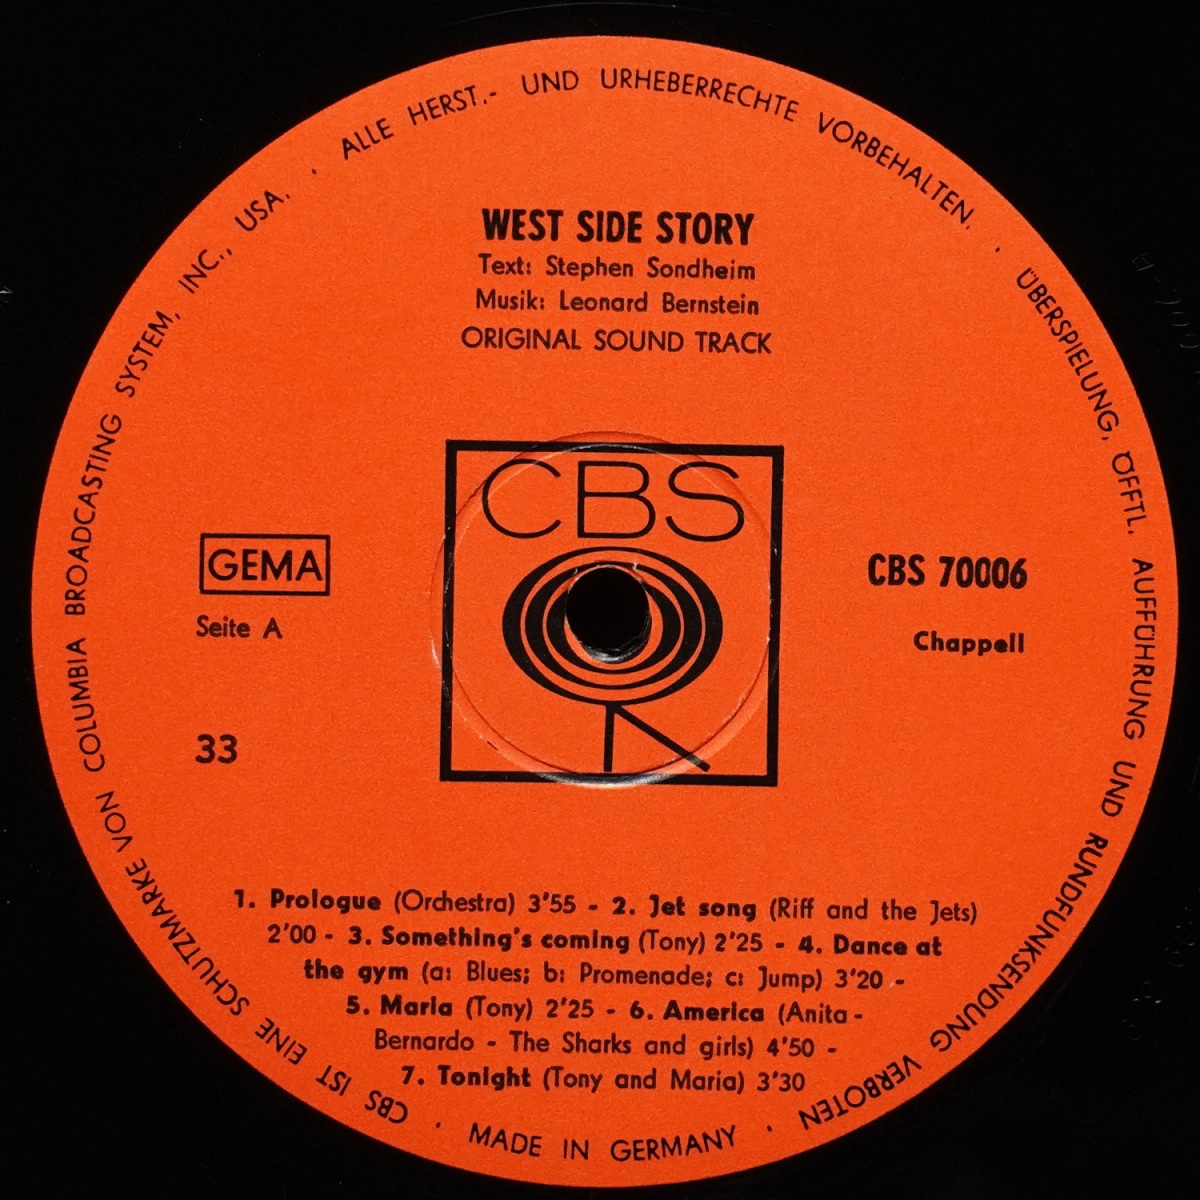 ALLE HERST.- UND URHEBERRECHTE VORBEHALTEN. · ÜBERSPIELUNG, ÖFFTL. AUFFÜHRUNG UND RUNDFUNKSENDUNG VERBOTEN · MADE IN GERMANY · CBS IST EINE SCHUTZMARKE VON COLUMBIA BROADCASTING SYSTEM, INC., USA. ·
WEST SIDE STORY
Text: Stephen Sondheim
Musik: Leonard Bernstein
ORIGINAL SOUND TRACK
CBS
GEMA
Seite A
33
CBS 70006
Chappell
1. Prologue (Orchestra) 3'55 - 2. Jet song (Riff and the Jets)
2'00 - 3. Something's coming (Tony) 2'25 - 4. Dance at
the gym (a: Blues; b: Promenade; c: Jump) 3'20 -
5. Maria (Tony) 2'25 - 6. America (Anita -
Bernardo - The Sharks and girls) 4'50 -
7. Tonight (Tony and Maria) 3'30